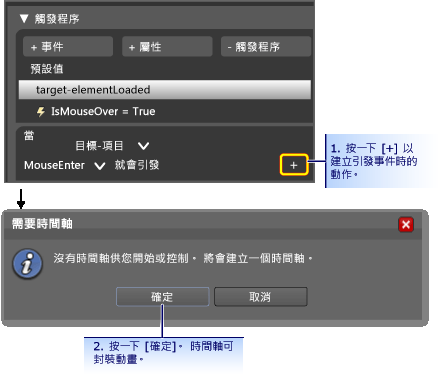 ▼ 觸發程序
+ 事件
+ 屬性
- 觸發程序
預設值
target-elementLoaded
IsMouseOver = True
當
目標-項目
MouseEnter 就會引發
+
1. 按一下 [+] 以
建立引發事件時的
動作。
需要時間軸
沒有時間軸供您開始或控制。 將會建立一個時間軸。
確定
取消
2. 按一下 [確定]。 時間軸可
封裝動畫。